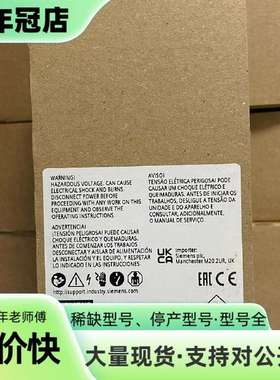 年冠店
WARNING!
HAZARDOUS VOLTAGE. CAN CAUSE
ELECTRICAL SHOCK AND BURNS
DISCONNECT POWER BEFORE
PROCEEDING WITH ANY WORK ON THIS
EQUIPMENT AND OBSERVE THE
OPERATING INSTRUCTIONS
ADVERTENCIA!
¡TENSIÓN PELIGROSA! PUEDE
CAUSAR CHOQUE ELÉCTRICO Y
QUEMADURAS.
ANTES DE COMENZAR LOS TRABAJOS
DESCONECTAR Y AISLAR DE ALIMENTACIÓN
LA INSTALACIÓN Y EL EQUIPO, Y RESPETAR
LO INDICADO EN LAS INSTRUCCIONES
AVISO!
TENSÃO ELÉTRICA PERIGOSA! PODE
CAUSAR UM CHOQUE ELÉTRICO E
QUEIMADURAS. ANTES DE INICIAR OS
TRABALHOS, DESCONECTE DA RESPECTIVA
UNIDADE E DO APARELHO E
CONSULTAR, ADICIONALMENTE,
O MANUAL DE SERVICO
UK
CA
Importer:
Siemens plc,
Manchester M20 2UR, UK
CE EAC
http://support.industry.siemens.com
年老师傅
稀缺型号、停产型号、型号全
价快
大量现货·支持对公